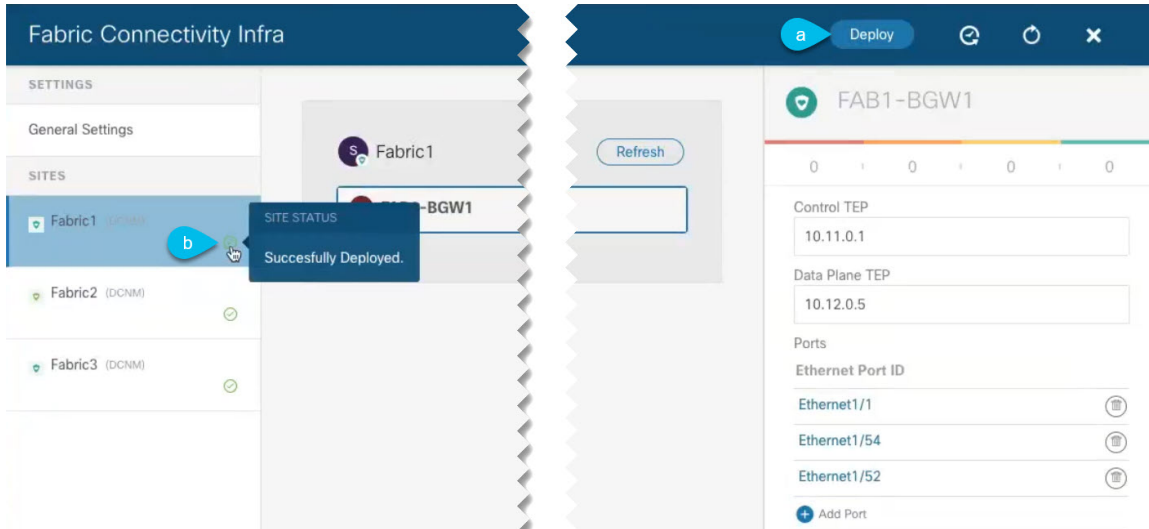 Fabric Connectivity Infra
a
Deploy
SETTINGS
General Settings
SITES
Fabric1 (DCNM)
b
SITE STATUS
Succesfully Deployed.
Fabric2 (DCNM)
Fabric3 (DCNM)
S
Fabric1
Refresh
-BGW1
FAB1-BGW1
0 0 0 0
Control TEP
10.11.0.1
Data Plane TEP
10.12.0.5
Ports
Ethernet Port ID
Ethernet1/1
Ethernet1/54
Ethernet1/52
Add Port